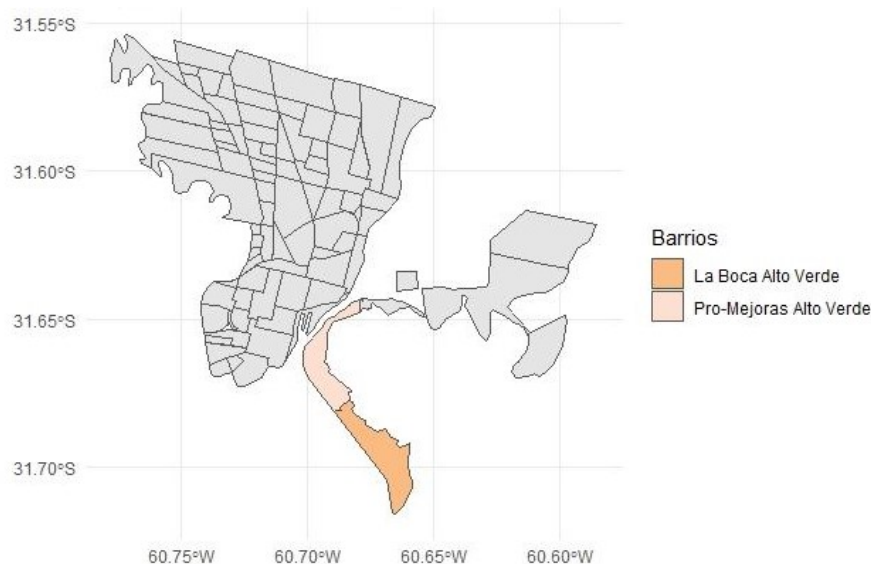 31.55°S
31.60°S
31.65°S
31.70°S
60.75°W
60.70°W
60.65°W
60.60°W
Barrios
La Boca Alto Verde
Pro-Mejoras Alto Verde